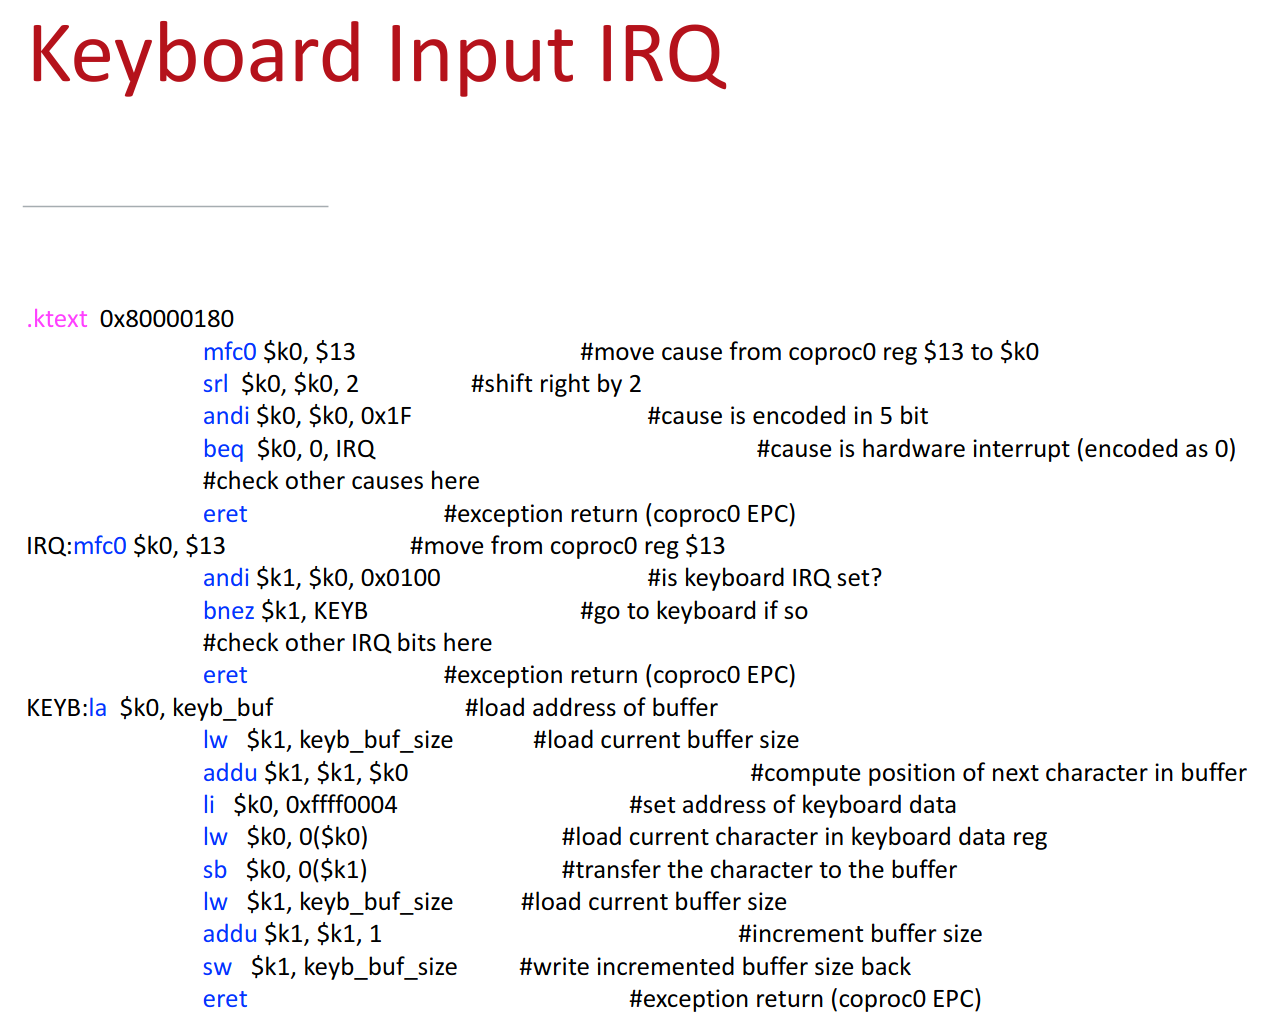 Keyboard Input IRQ
.ktext 0x80000180
mfc0 $k0, $13 #move cause from coproc0 reg $13 to $k0
srl $k0, $k0, 2 #shift right by 2
andi $k0, $k0, 0x1F #cause is encoded in 5 bit
beq $k0, 0, IRQ #cause is hardware interrupt (encoded as 0)
#check other causes here
eret #exception return (coproc0 EPC)
IRQ:mfc0 $k0, $13 #move from coproc0 reg $13
andi $k1, $k0, 0x0100 #is keyboard IRQ set?
bnez $k1, KEYB #go to keyboard if so
#check other IRQ bits here
eret #exception return (coproc0 EPC)
KEYB:la $k0, keyb_buf #load address of buffer
lw $k1, keyb_buf_size #load current buffer size
addu $k1, $k1, $k0 #compute position of next character in buffer
li $k0, 0xffff0004 #set address of keyboard data
lw $k0, 0($k0) #load current character in keyboard data reg
sb $k0, 0($k1) #transfer the character to the buffer
lw $k1, keyb_buf_size #load current buffer size
addu $k1, $k1, 1 #increment buffer size
sw $k1, keyb_buf_size #write incremented buffer size back
eret #exception return (coproc0 EPC)